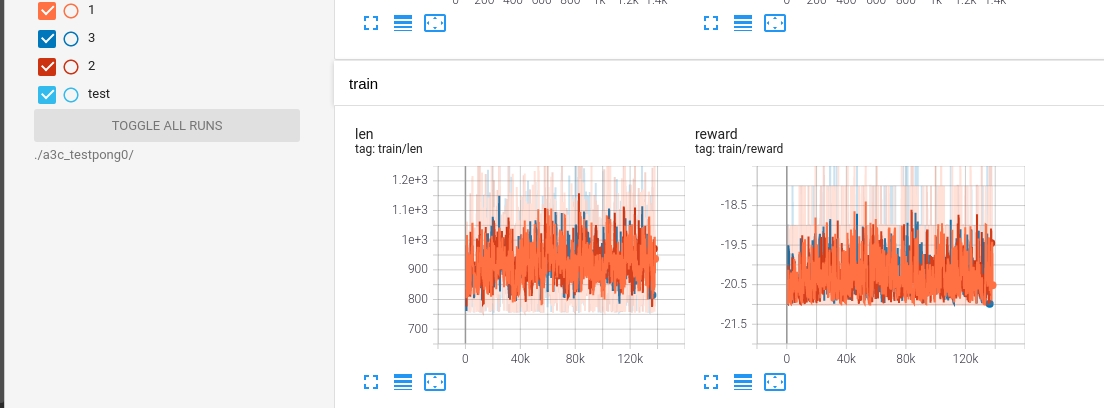 1
3
2
test
TOGGLE ALL RUNS
./a3c_testpong0/
0 200 400 600 800 1k 1.2k 1.4k
0 200 400 600 800 1k 1.2k 1.4k
train
len
tag: train/len
1.2e+3
1.1e+3
1e+3
900
800
700
0 40k 80k 120k
reward
tag: train/reward
-18.5
-19.5
-20.5
-21.5
0 40k 80k 120k